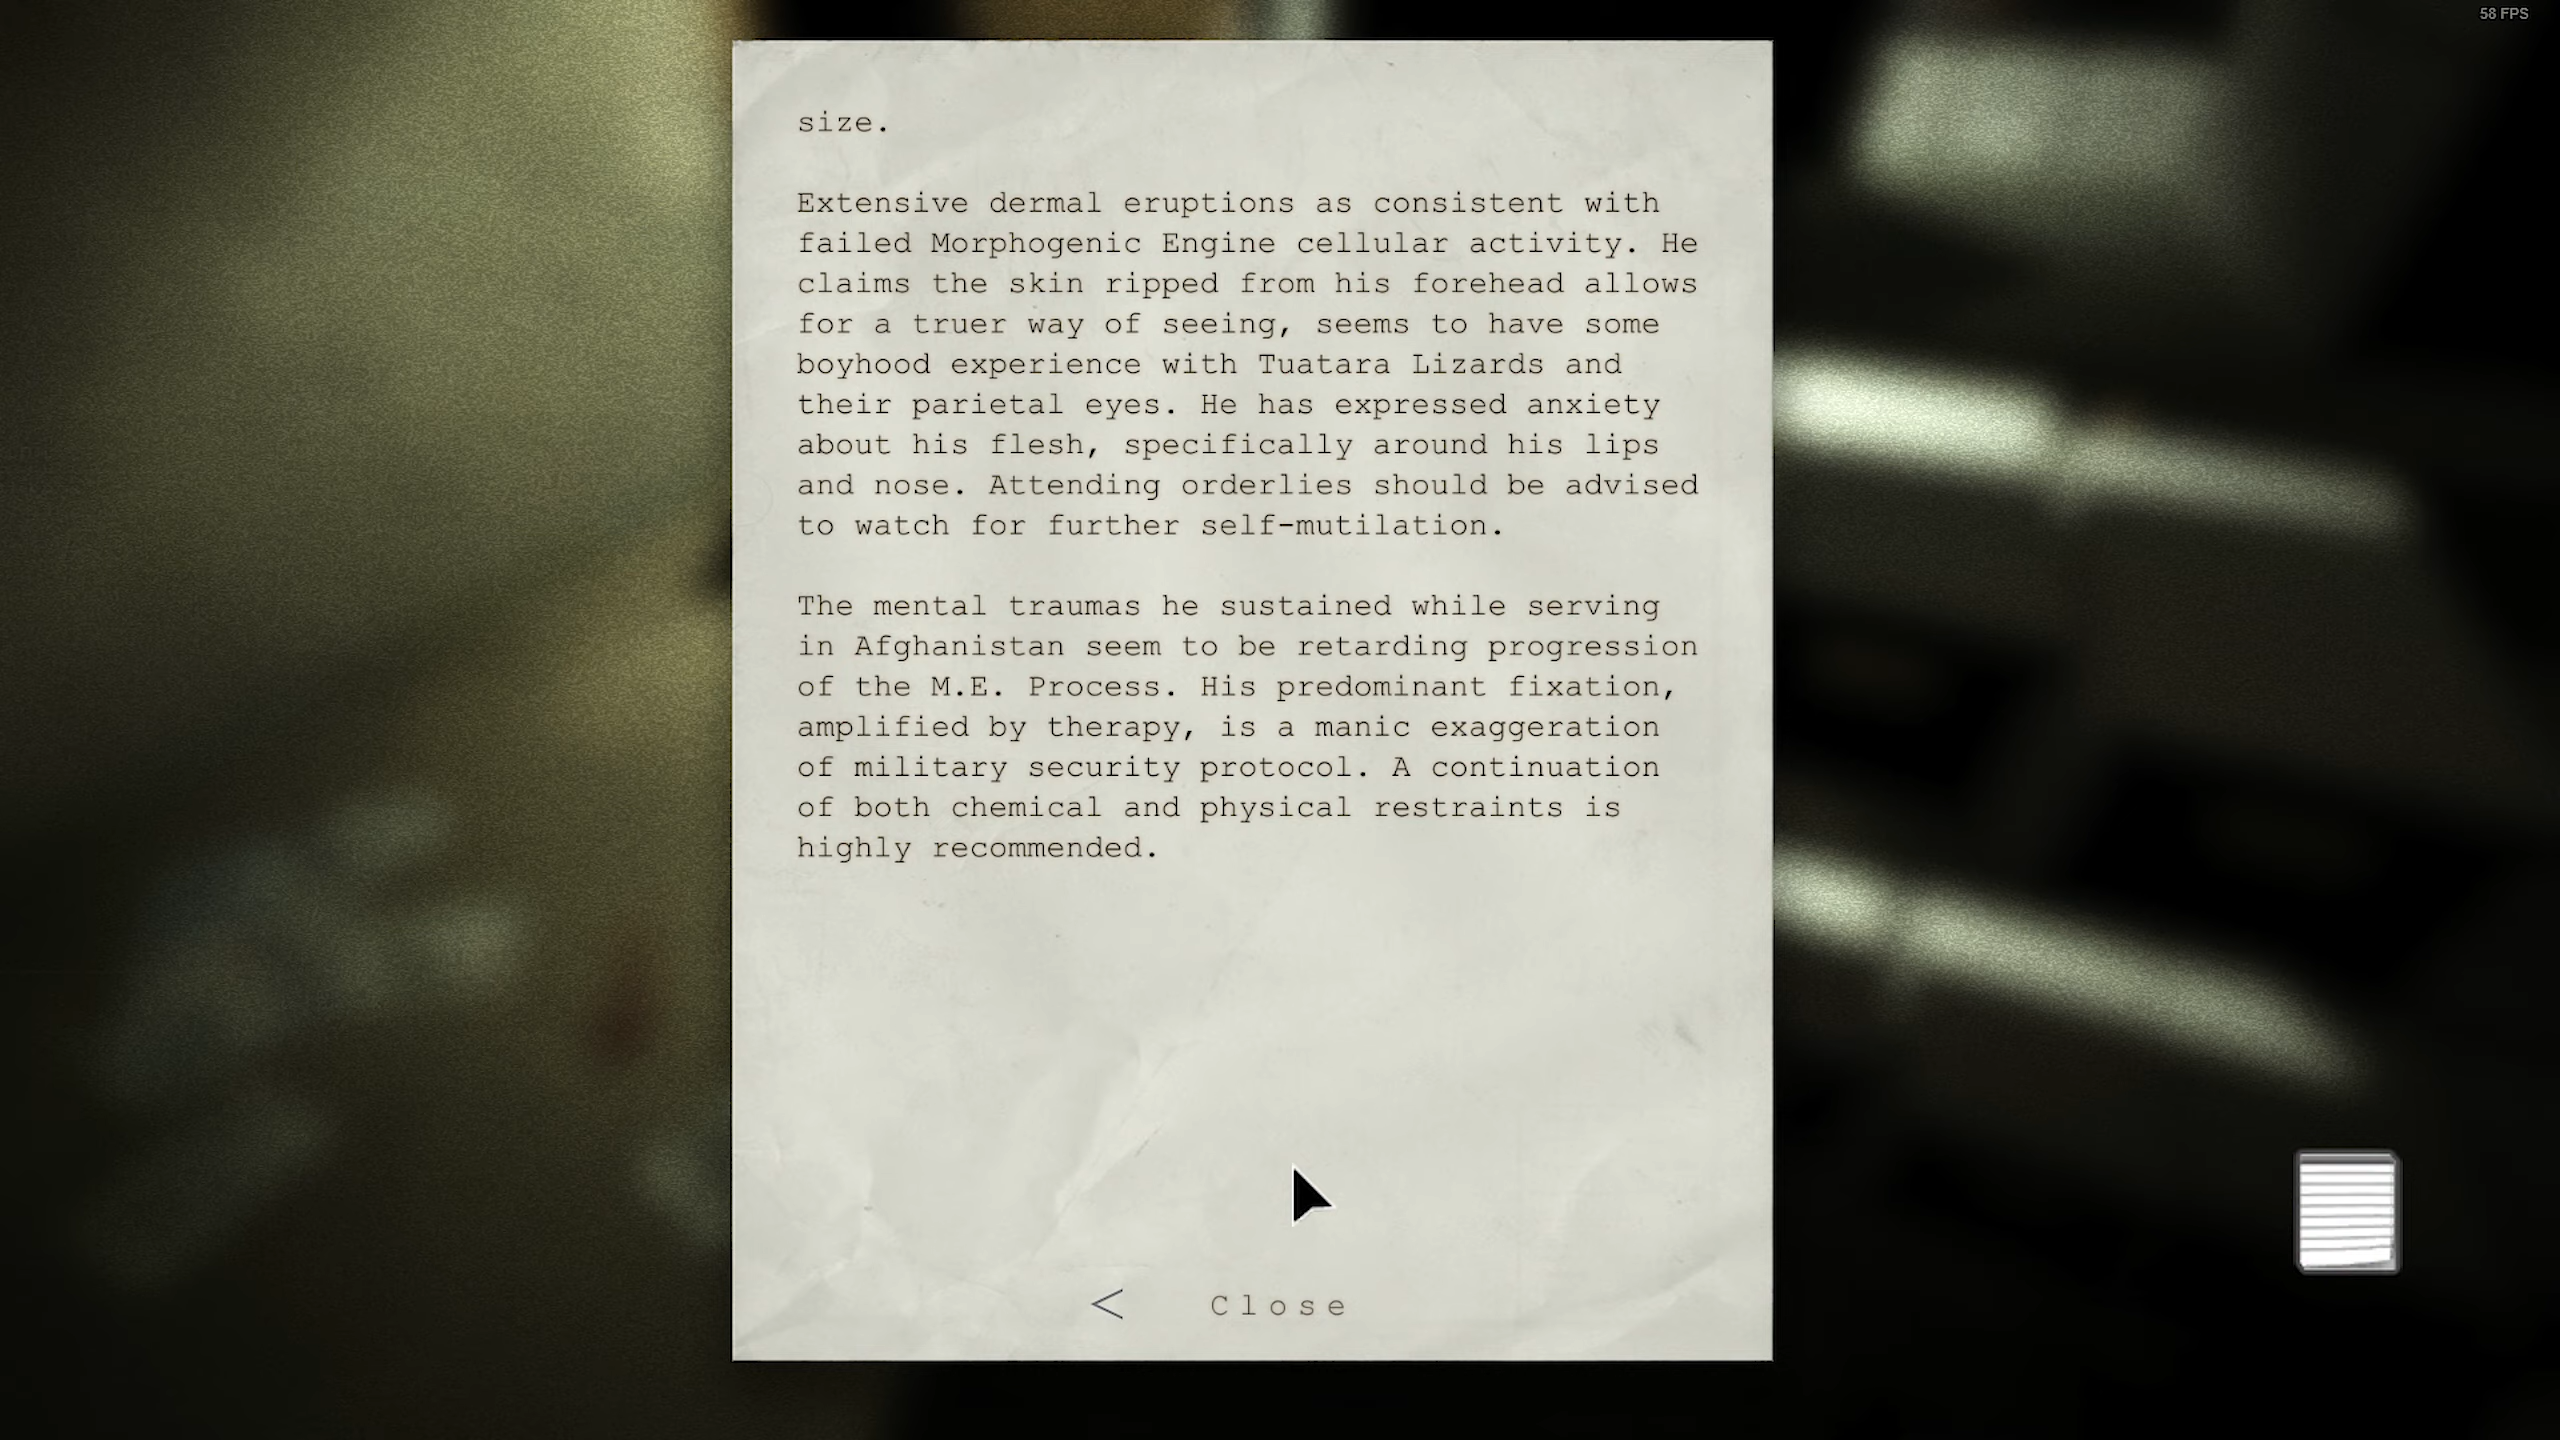 58 FPS
size.
Extensive dermal eruptions as consistent with
failed Morphogenic Engine cellular activity. He
claims the skin ripped from his forehead allows
for a truer way of seeing, seems to have some
boyhood experience with Tuatara Lizards and
their parietal eyes. He has expressed anxiety
about his flesh, specifically around his lips
and nose. Attending orderlies should be advised
to watch for further self-mutilation.
The mental traumas he sustained while serving
in Afghanistan seem to be retarding progression
of the M.E. Process. His predominant fixation,
amplified by therapy, is a manic exaggeration
of military security protocol. A continuation
of both chemical and physical restraints is
highly recommended.
< Close